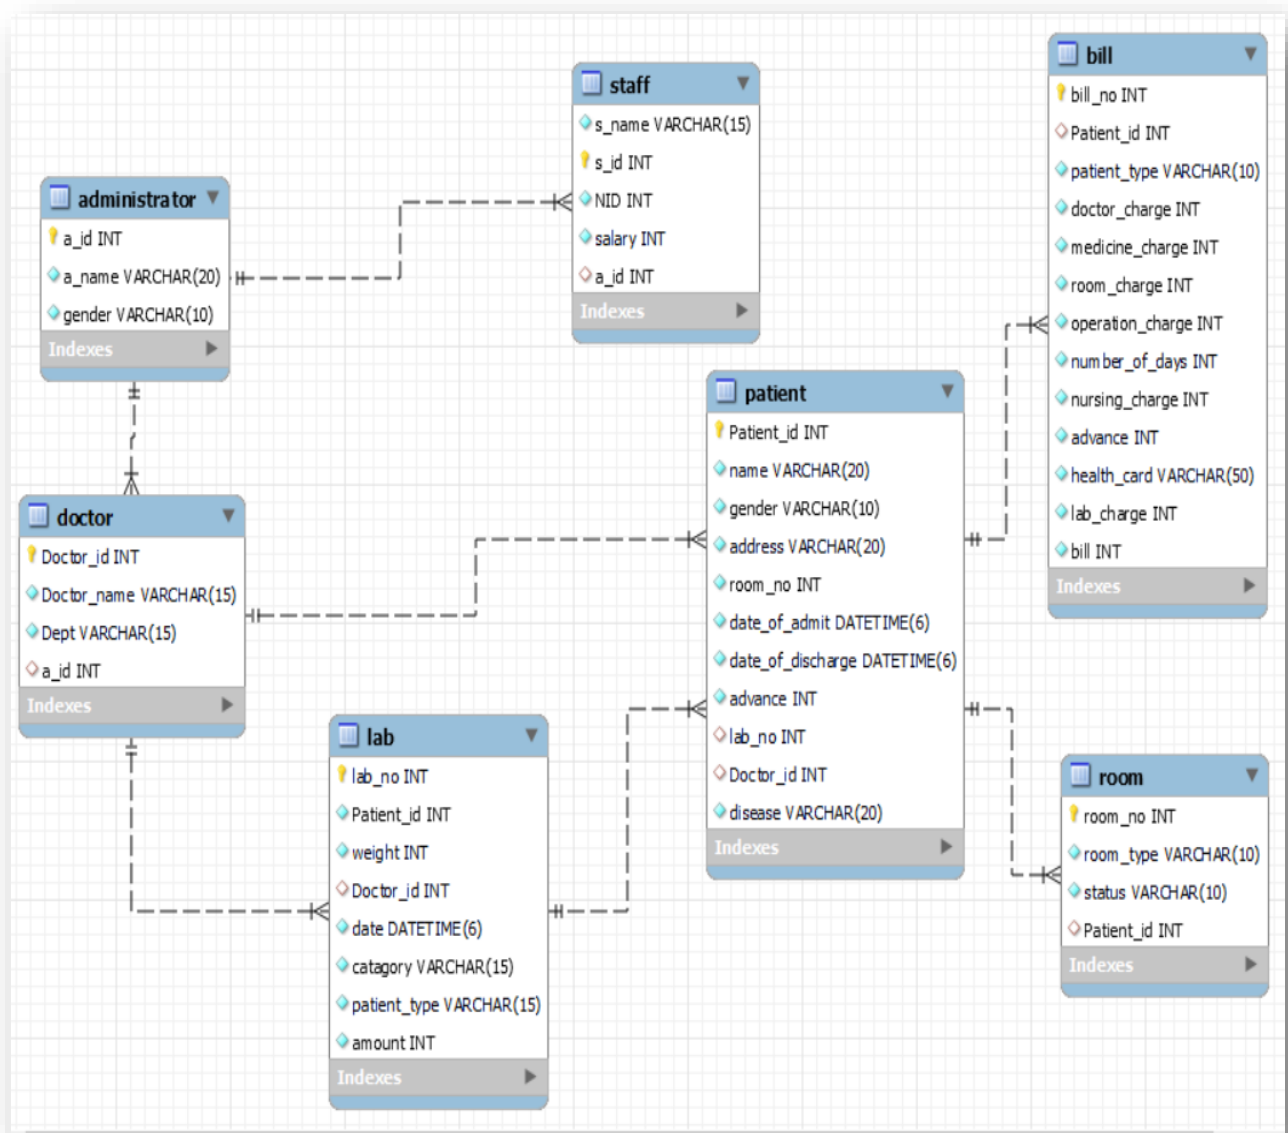 administrator
a_id INT
a_name VARCHAR(20)
gender VARCHAR(10)
Indexes
staff
s_name VARCHAR(15)
s_id INT
NID INT
salary INT
a_id INT
Indexes
bill
bill_no INT
Patient_id INT
patient_type VARCHAR(10)
doctor_charge INT
medicine_charge INT
room_charge INT
operation_charge INT
number_of_days INT
nursing_charge INT
advance INT
health_card VARCHAR(50)
lab_charge INT
bill INT
Indexes
doctor
Doctor_id INT
Doctor_name VARCHAR(15)
Dept VARCHAR(15)
a_id INT
Indexes
patient
Patient_id INT
name VARCHAR(20)
gender VARCHAR(10)
address VARCHAR(20)
room_no INT
date_of_admit DATETIME(6)
date_of_discharge DATETIME(6)
advance INT
lab_no INT
Doctor_id INT
disease VARCHAR(20)
Indexes
lab
lab_no INT
Patient_id INT
weight INT
Doctor_id INT
date DATETIME(6)
catagory VARCHAR(15)
patient_type VARCHAR(15)
amount INT
Indexes
room
room_no INT
room_type VARCHAR(10)
status VARCHAR(10)
Patient_id INT
Indexes